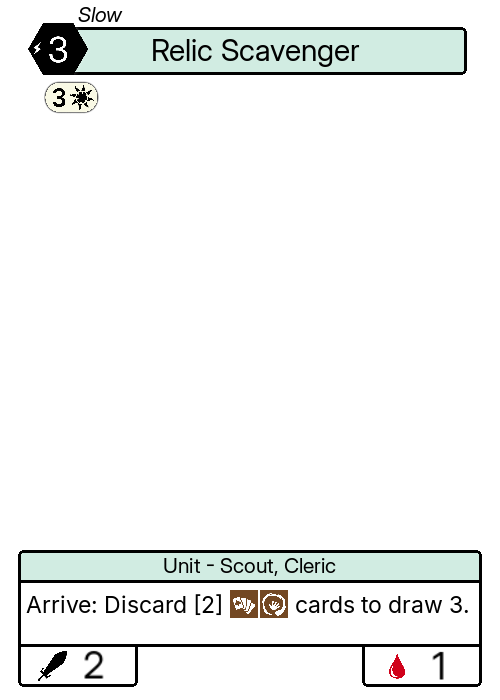 Slow
3 Relic Scavenger
3
Unit - Scout, Cleric
Arrive: Discard [2] cards to draw 3.
2 1